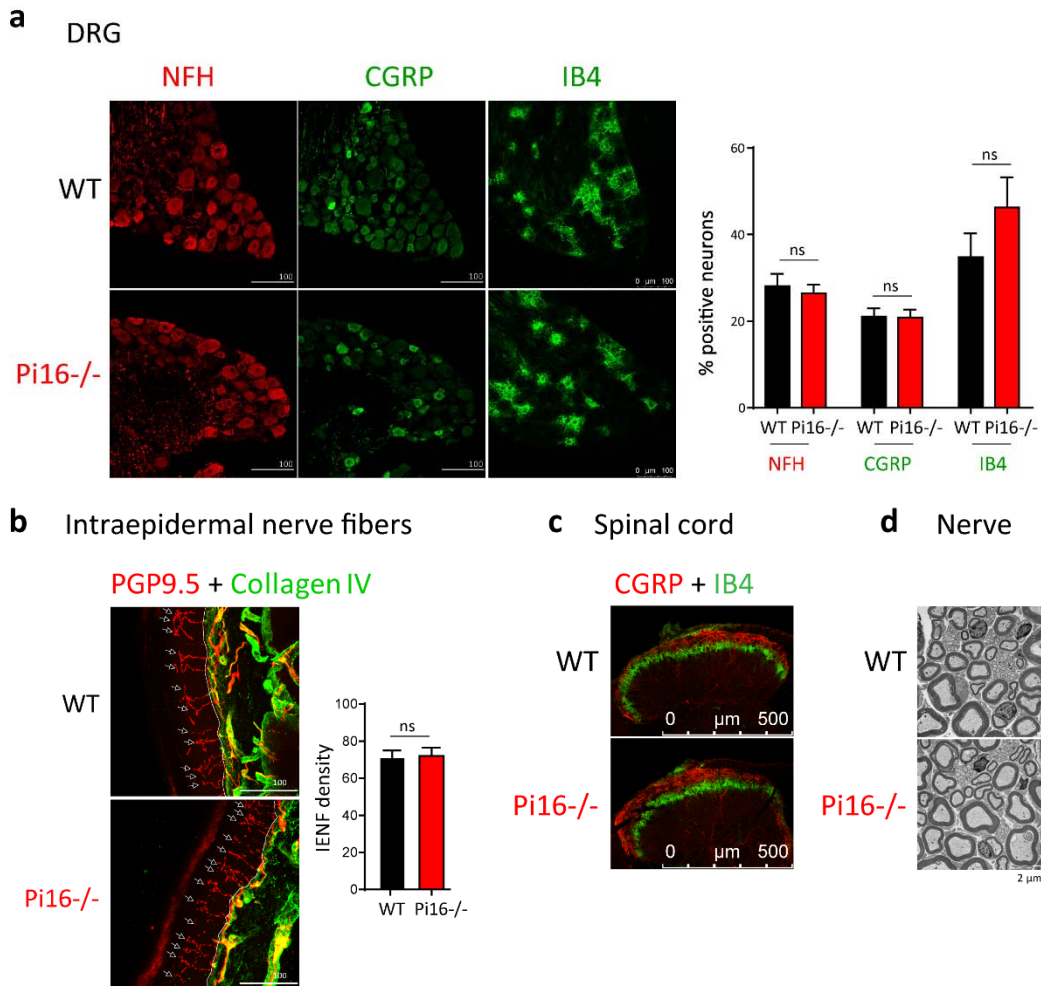 a
DRG
NFH CGRP IB4
WT
100
100
0 µm 100
Pi16-/-
100
100
0 µm 100
% positive neurons
60
40
20
0
ns
ns
ns
WT Pi16-/- WT Pi16-/- WT Pi16-/-
NFH CGRP IB4
b Intraepidermal nerve fibers
PGP9.5 + Collagen IV
WT
100
Pi16-/-
100
IENF density
100
80
60
40
20
0
ns
WT Pi16-/-
c Spinal cord
CGRP + IB4
WT
0 µm 500
Pi16-/-
0 µm 500
d Nerve
WT
Pi16-/-
2 µm